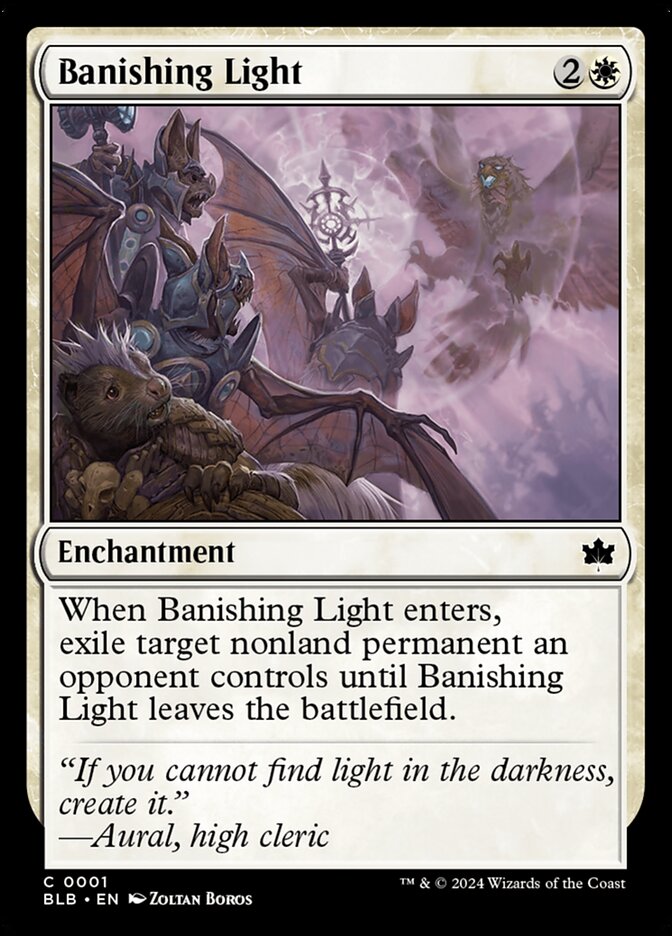 Banishing Light 2
Enchantment
When Banishing Light enters,
exile target nonland permanent an
opponent controls until Banishing
Light leaves the battlefield.
“If you cannot find light in the darkness,
create it.”
—Aural, high cleric
C 0001 ™ & © 2024 Wizards of the Coast
BLB • EN Zoltan Boros